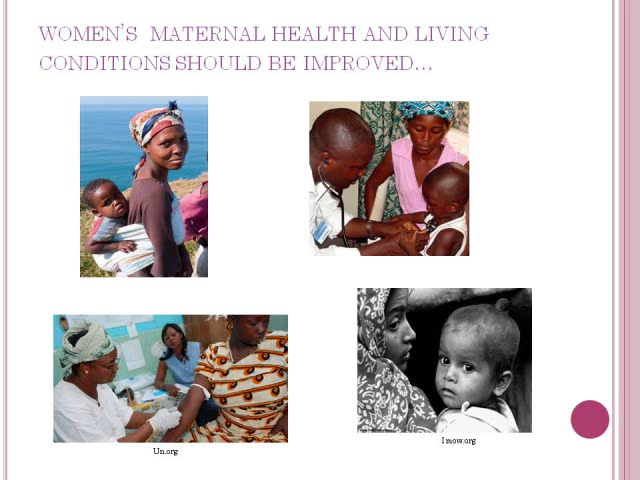 WOMEN'S MATERNAL HEALTH AND LIVING
CONDITIONS SHOULD BE IMPROVED…
Un.org
Imow.org